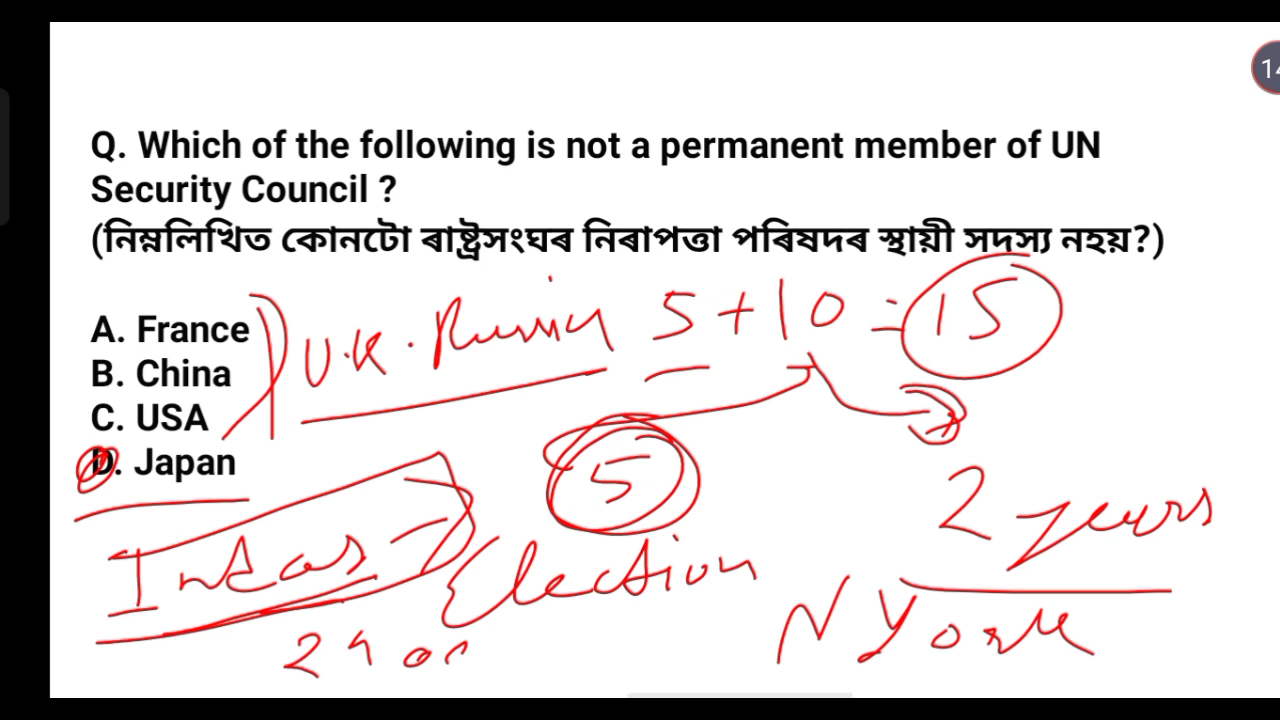 14
Q. Which of the following is not a permanent member of UN
Security Council ?
(নিম্নলিখিত কোনটো ৰাষ্ট্ৰসংঘৰ নিৰাপত্তা পৰিষদৰ স্থায়ী সদস্য নহয়?)
A. France
U.K. Russia 5 + 10 = 15
B. China
C. USA
D. Japan
5
2 years
Election
N York